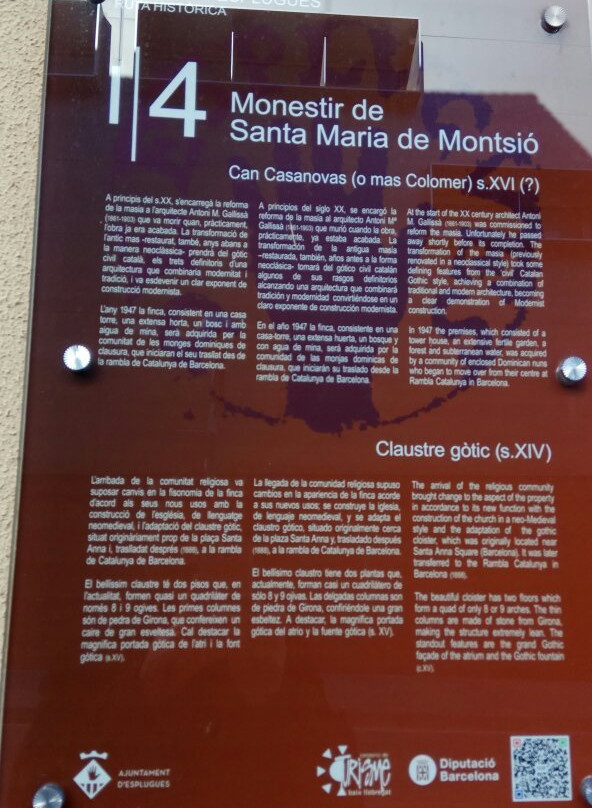 RUTA HISTÒRICA
ESPLUGUES
14
Monestir de
Santa Maria de Montsió
Can Casanovas (o mas Colomer) s.XVI (?)
A principis del s.XX, s'encarregà la reforma
de la masia a l'arquitecte Antoni M. Gallissà
(1861-1903) que va morir quan, pràcticament,
l'obra ja era acabada. La transformació de
l'antic mas -restaurat, també, anys abans a
la manera neoclàssica- prendrà del gòtic
civil català, els trets definitoris d'una
arquitectura que combinaria modernitat i
tradició, i va esdevenir un clar exponent de
construcció modernista.
L'any 1947 la finca, consistent en una casa
torre, una extensa horta, un bosc i amb
aigua de mina, serà adquirida per la
comunitat de les monges dominiques de
clausura, que iniciaran el seu trasllat des de
la rambla de Catalunya de Barcelona.
A principios del siglo XX, se encargó la
reforma de la masia al arquitecto Antoni Mª
Gallissà (1861-1903) que murió cuando la obra,
prácticamente, ya estaba acabada. La
transformación de la antigua masía
–restaurada, también, años antes a la forma
neoclásica- tomará del gótico civil catalán
algunos de sus rasgos definitorios
alcanzando una arquitectura que combinaría
tradición y modernidad convirtiéndose en un
claro exponente de construcción modernista.
En el año 1947 la finca, consistente en una
casa-torre, una extensa huerta, un bosque y
con agua de mina, será adquirida por la
comunidad de las monjas dominicas de
clausura, que iniciarán su traslado desde la
rambla de Catalunya de Barcelona.
At the start of the XX century architect Antoni
M. Gallissà (1861-1903) was commissioned to
reform the masia. Unfortunately he passed
away shortly before its completion. The
transformation of the masia (previously
renovated in a neoclassical style) took some
defining features from the 'civil' Catalan
Gothic style, achieving a combination of
traditional and modern architecture, becoming
a clear demonstration of Modernist
construction.
In 1947 the premises, which consisted of a
tower house, an extensive fertile garden, a
forest and subterranean water, was acquired
by a community of enclosed Dominican nuns
who began to move over from their centre at
Rambla Catalunya in Barcelona.
Claustre gòtic (s.XIV)
L'arribada de la comunitat religiosa va
suposar canvis en la fisonomia de la finca
d'acord als seus nous usos amb la
construcció de l'església, de llenguatge
neomedieval, i l'adaptació del claustre gòtic,
situat originàriament prop de la plaça Santa
Anna i, traslladat després (1888), a la rambla
de Catalunya de Barcelona.
El bellíssim claustre té dos pisos que, en
l'actualitat, formen quasi un quadrilàter de
només 8 i 9 ogives. Les primes columnes
són de pedra de Girona, que confereixen un
caire de gran esveltesa. Cal destacar la
magnífica portada gòtica de l'atri i la font
gòtica (s.XV).
La llegada de la comunidad religiosa supuso
cambios en la apariencia de la finca acorde
a sus nuevos usos; se construye la iglesia,
de lenguaje neomedieval, y se adapta el
claustro gótico, situado originalmente cerca
de la plaza Santa Anna y, trasladado después
(1888), a la rambla de Catalunya de Barcelona.
El bellísimo claustro tiene dos plantas que,
actualmente, forman casi un cuadrilátero de
sólo 8 y 9 ojivas. Las delgadas columnas son
de piedra de Girona, confiriéndole una gran
esbeltez. A destacar, la magnífica portada
gótica del atrio y la fuente gótica (s. XV).
The arrival of the religious community
brought change to the aspect of the property
in accordance to its new function with the
construction of the church in a neo-Medieval
style and the adaptation of the gothic
cloister, which was originally located near
Santa Anna Square (Barcelona). It was later
transferred to the Rambla Catalunya in
Barcelona (1888).
The beautiful cloister has two floors which
form a quad of only 8 or 9 arches. The thin
columns are made of stone from Girona,
making the structure extremely lean. The
standout features are the grand Gothic
façade of the atrium and the Gothic fountain
(c.XV).
AJUNTAMENT
D'ESPLUGUES
consorci de
turisme
Baix Llobregat
Diputació
Barcelona